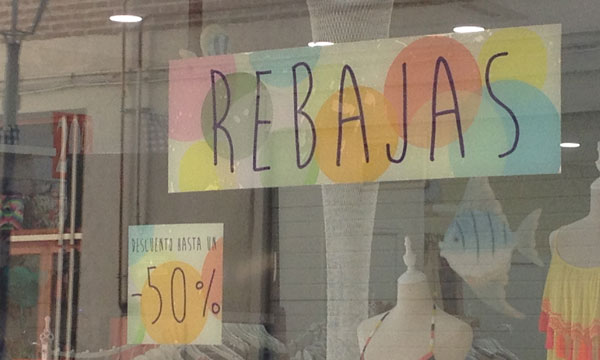 REBAJAS
DESCUENTO HASTA UN
-50%